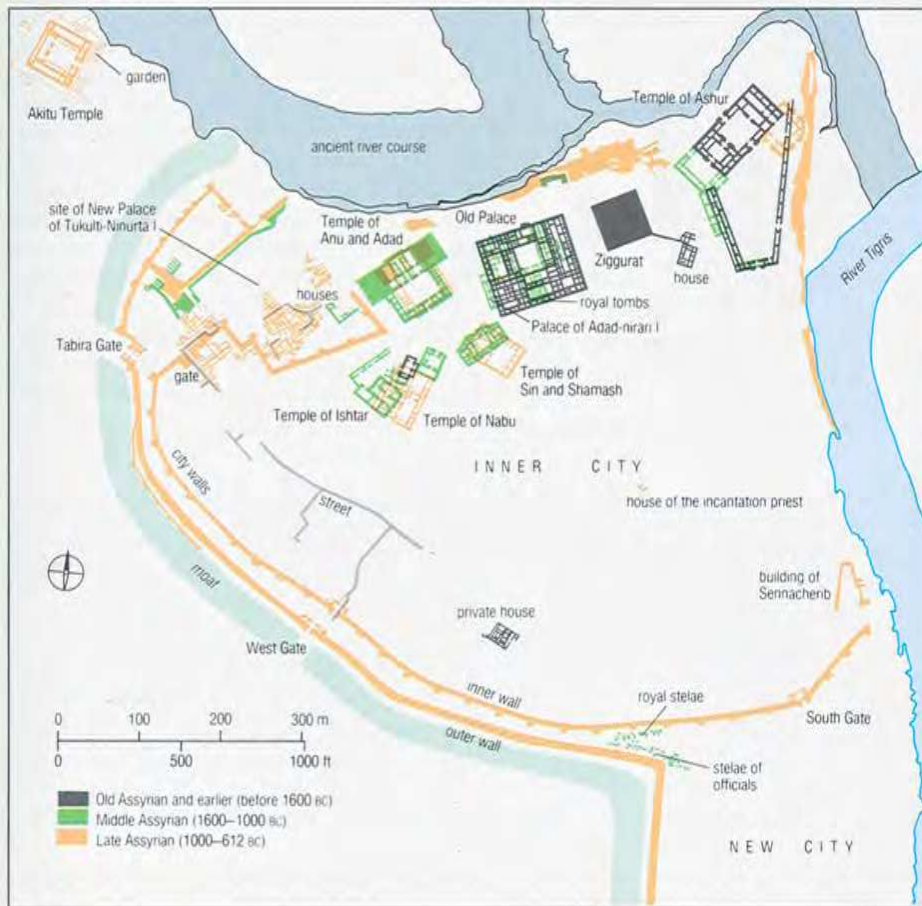 garden
Akitu Temple
Temple of Ashur
ancient river course
site of New Palace
of Tukulti-Ninurta I
Temple of
Anu and Adad
Old Palace
Ziggurat
house
River Tigris
houses
royal tombs
Palace of Adad-nirari I
Tabira Gate
gate
Temple of
Sin and Shamash
Temple of Ishtar
Temple of Nabu
INNER CITY
city walls
street
house of the incantation priest
moat
building of
Sennacherib
private house
West Gate
inner wall
royal stelae
South Gate
outer wall
stelae of
officials
0 100 200 300 m
0 500 1000 ft
Old Assyrian and earlier (before 1600 BC)
Middle Assyrian (1600–1000 BC)
Late Assyrian (1000–612 BC)
NEW CITY